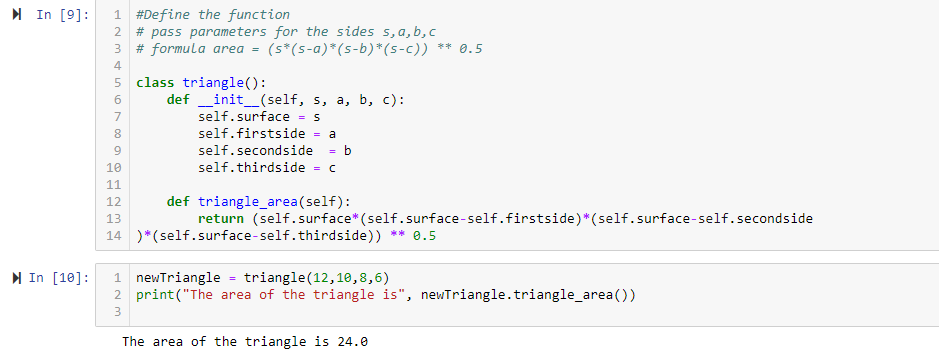 In [9]:
1 #Define the function
2 # pass parameters for the sides s,a,b,c
3 # formula area = (s*(s-a)*(s-b)*(s-c)) ** 0.5
4
5 class triangle():
6     def __init__(self, s, a, b, c):
7         self.surface = s
8         self.firstside = a
9         self.secondside  = b
10         self.thirdside = c
11
12     def triangle_area(self):
13         return (self.surface*(self.surface-self.firstside)*(self.surface-self.secondside
14 )*(self.surface-self.thirdside)) ** 0.5
In [10]:
1 newTriangle = triangle(12,10,8,6)
2 print("The area of the triangle is", newTriangle.triangle_area())
3
The area of the triangle is 24.0